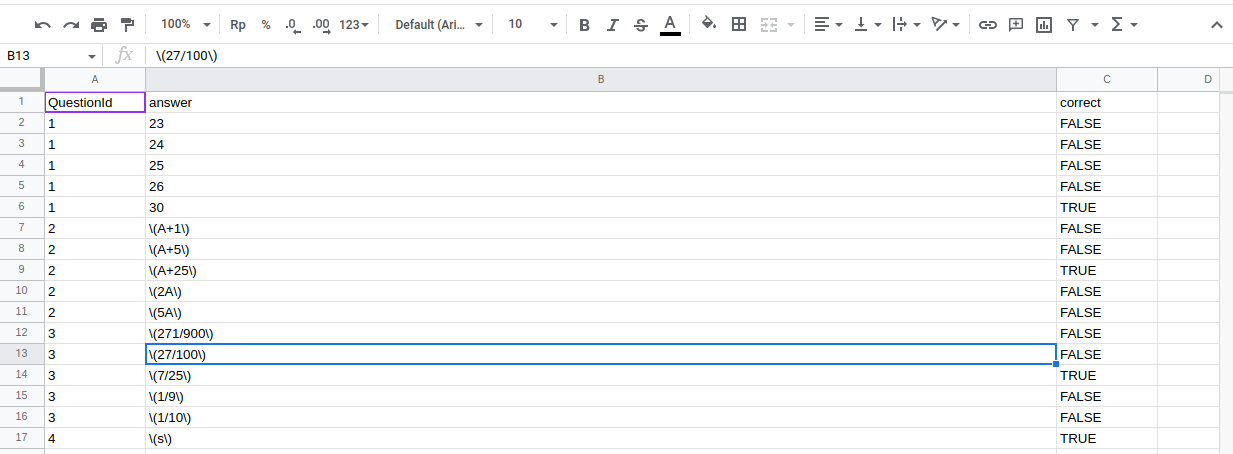 100% Rp % .0 .00 123 Default (Ari... 10 B I S A
B13 fx \(27/100\)
A B C D
1 QuestionId answer correct
2 1 23 FALSE
3 1 24 FALSE
4 1 25 FALSE
5 1 26 FALSE
6 1 30 TRUE
7 2 \(A+1\) FALSE
8 2 \(A+5\) FALSE
9 2 \(A+25\) TRUE
10 2 \(2A\) FALSE
11 2 \(5A\) FALSE
12 3 \(271/900\) FALSE
13 3 \(27/100\) FALSE
14 3 \(7/25\) TRUE
15 3 \(1/9\) FALSE
16 3 \(1/10\) FALSE
17 4 \(s\) TRUE